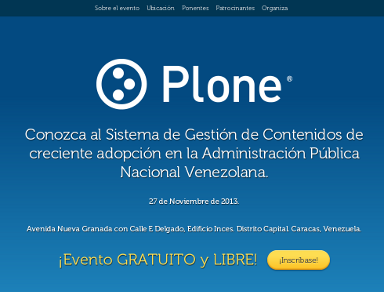 Sobre el evento Ubicación Ponentes Patrocinantes Organiza
Plone®
Conozca al Sistema de Gestión de Contenidos de
creciente adopción en la Administración Pública
Nacional Venezolana.
27 de Noviembre de 2013.
Avenida Nueva Granada con Calle E Delgado, Edificio Inces. Distrito Capital. Caracas, Venezuela.
¡Evento GRATUITO y LIBRE! ¡Inscríbase!